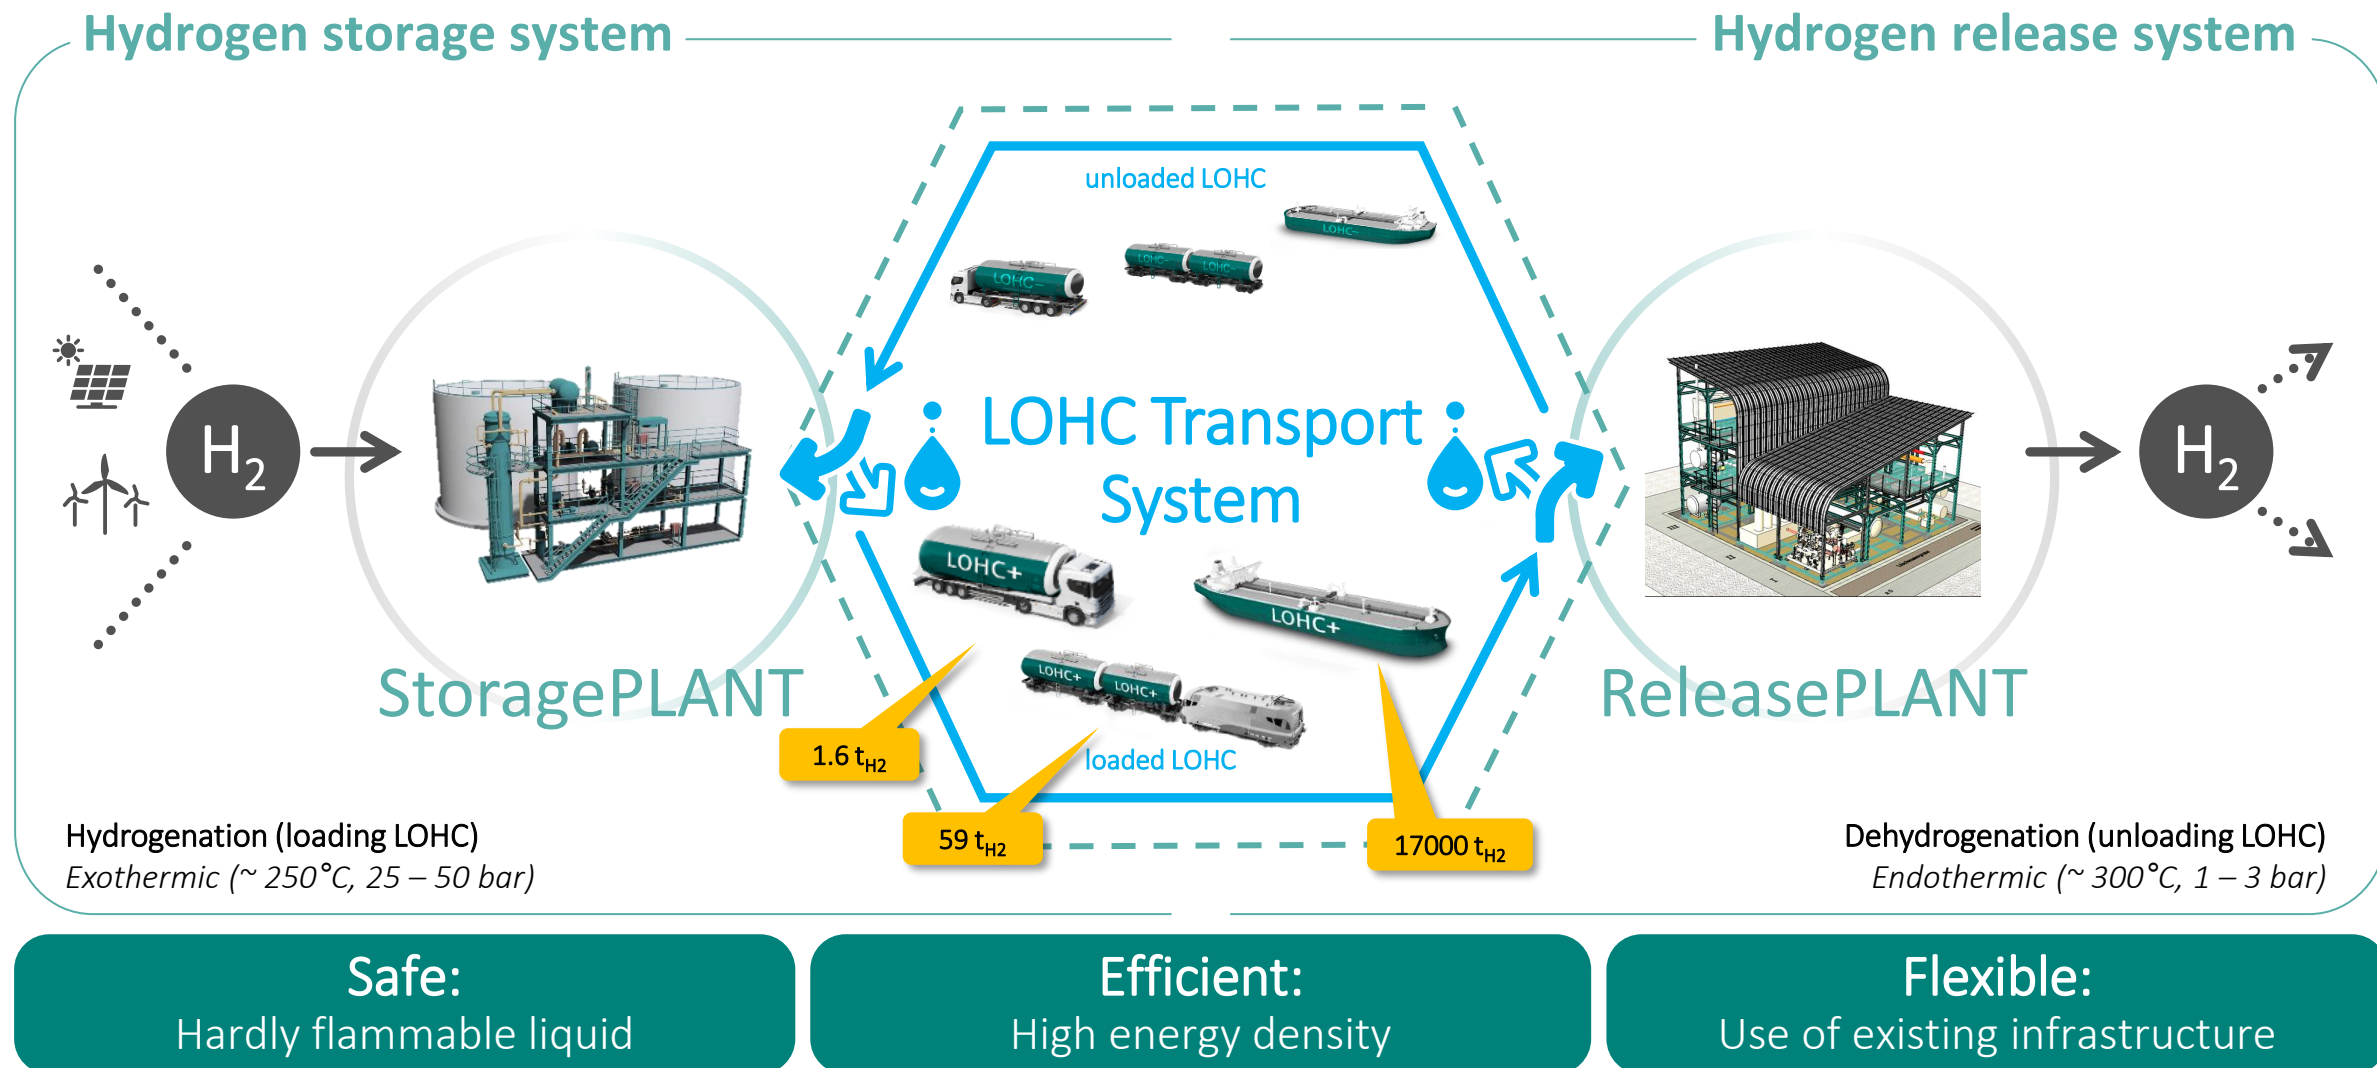 Hydrogen storage system
Hydrogen release system
unloaded LOHC
LOHC–
LOHC–
LOHC–
LOHC–
H2
LOHC Transport
System
H2
LOHC+
LOHC+
LOHC+
LOHC+
StoragePLANT
ReleasePLANT
1.6 tH2
loaded LOHC
59 tH2
17000 tH2
Hydrogenation (loading LOHC)
Exothermic (~ 250°C, 25 – 50 bar)
Dehydrogenation (unloading LOHC)
Endothermic (~ 300°C, 1 – 3 bar)
Safe:
Hardly flammable liquid
Efficient:
High energy density
Flexible:
Use of existing infrastructure